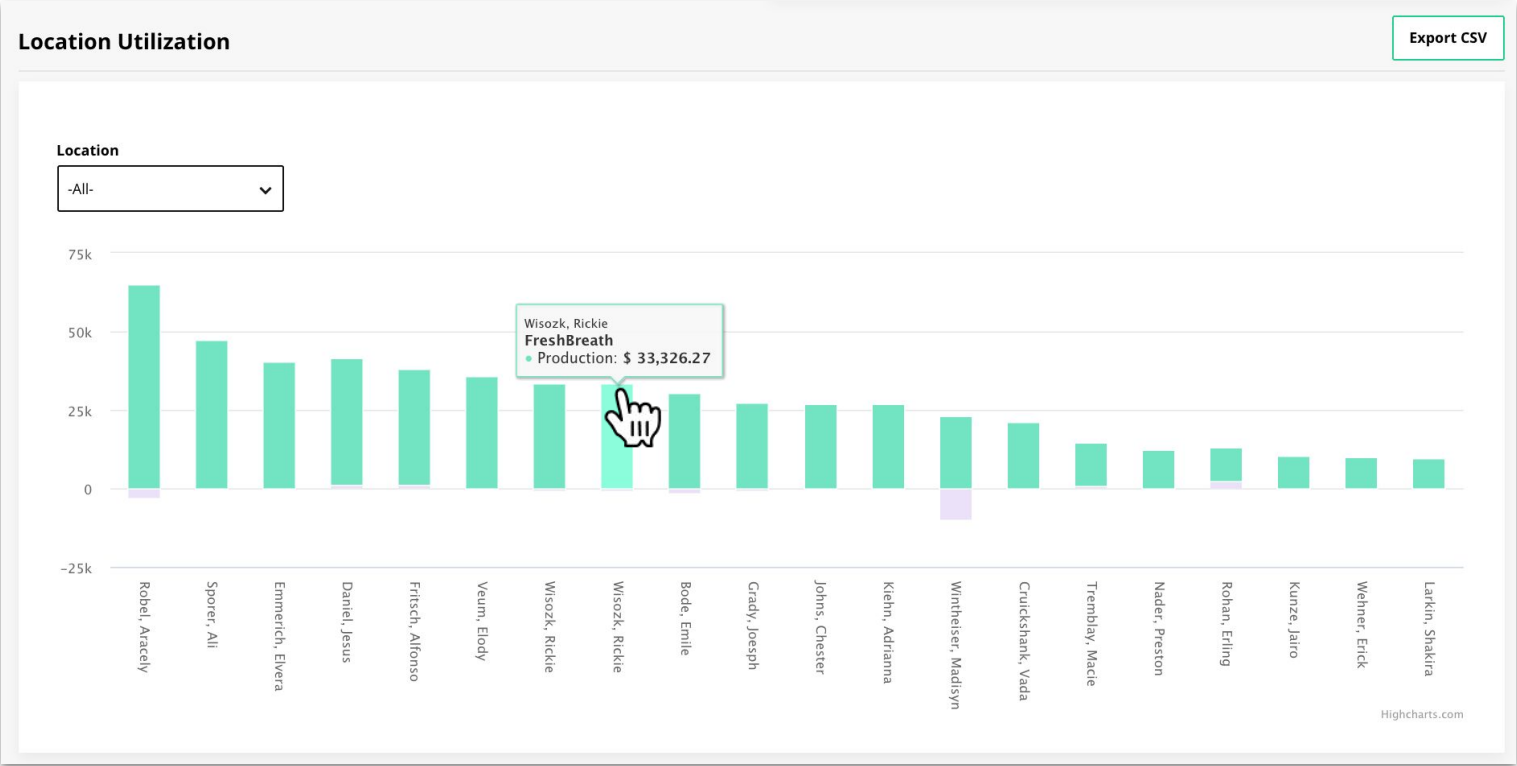 Location Utilization
Export CSV
Location
-All-
75k
50k
25k
0
−25k
Wisozk, Rickie
FreshBreath
● Production: $ 33,326.27
Robel, Aracely
Sporer, Ali
Emmerich, Elvera
Daniel, Jesus
Fritsch, Alfonso
Veum, Elody
Wisozk, Rickie
Wisozk, Rickie
Bode, Emile
Grady, Joesph
Johns, Chester
Kiehn, Adrianna
Wintheiser, Madisyn
Cruickshank, Vada
Tremblay, Macie
Nader, Preston
Rohan, Erling
Kunze, Jairo
Wehner, Erick
Larkin, Shakira
Highcharts.com